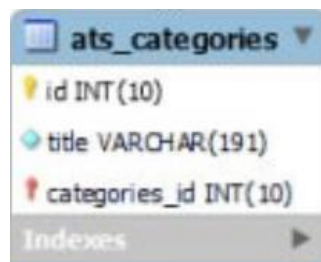 ats_categories
id INT(10)
title VARCHAR(191)
categories_id INT(10)
Indexes